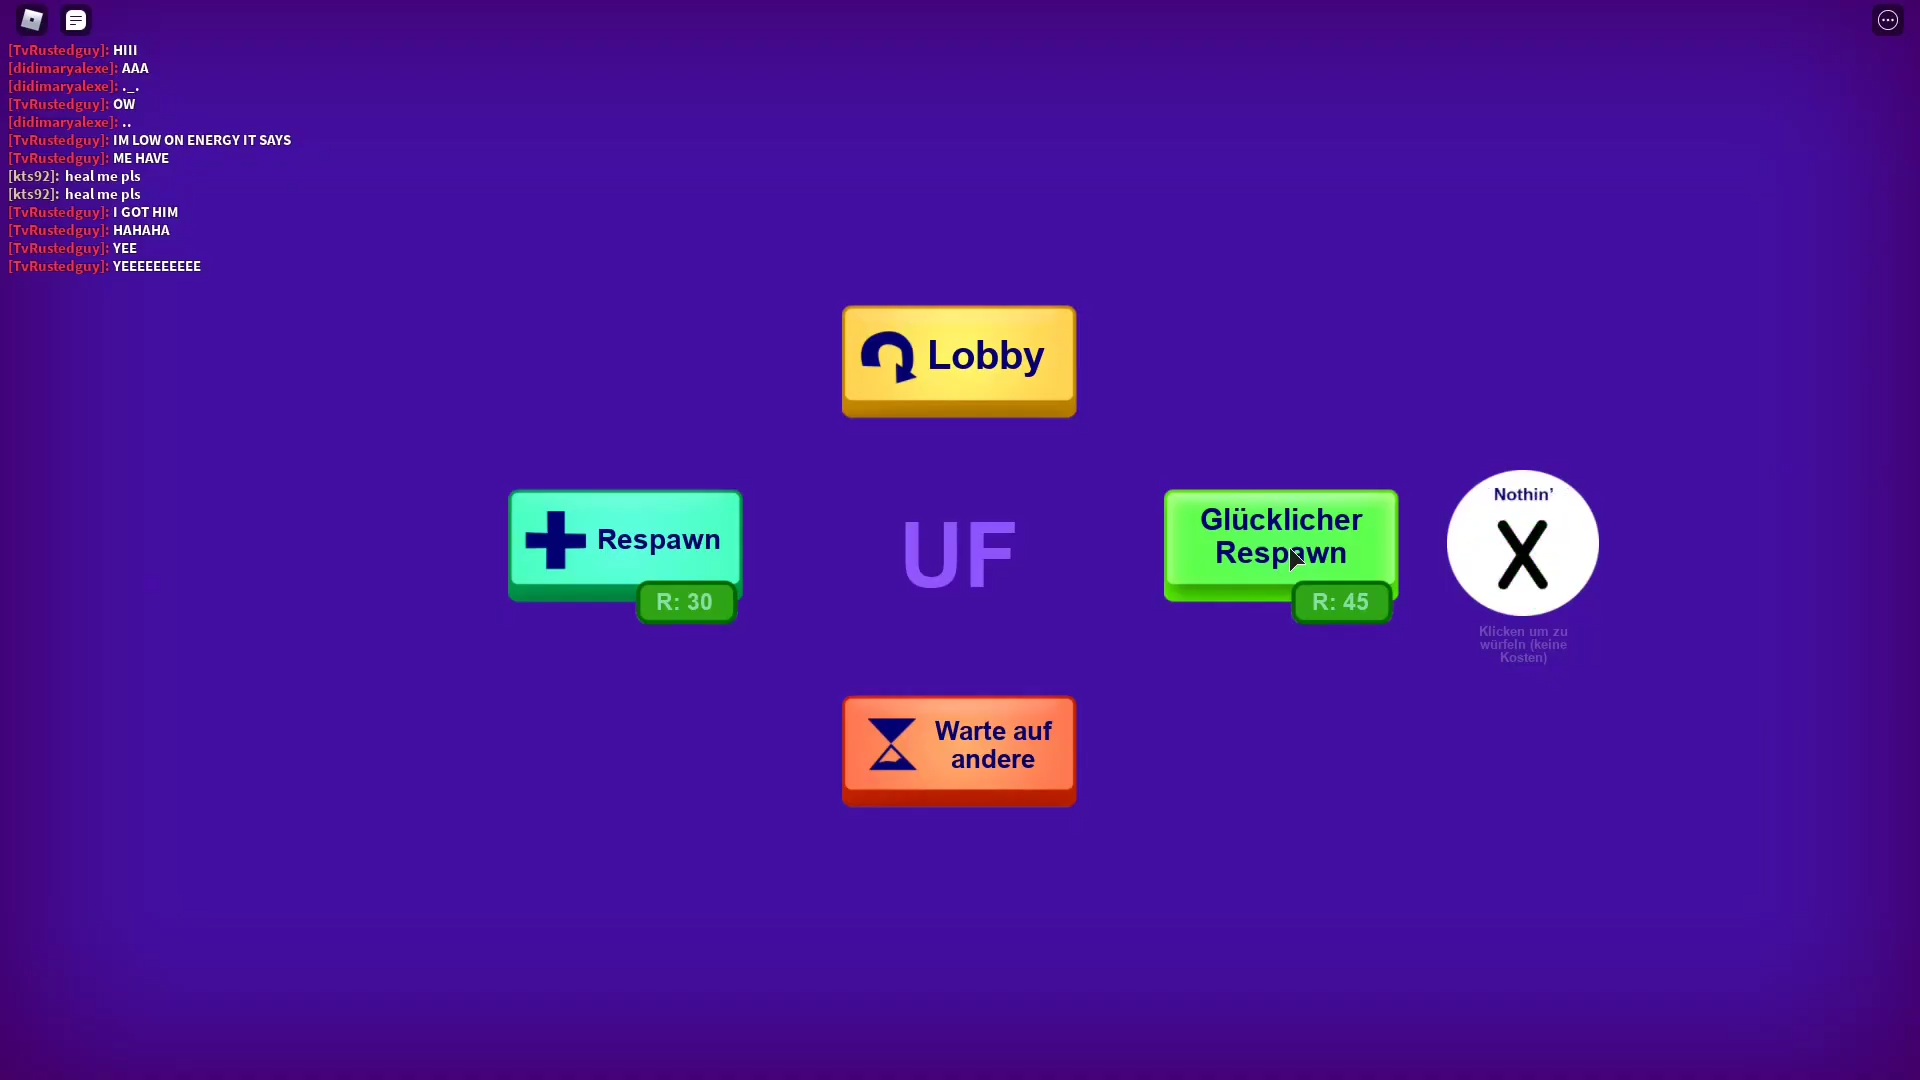 [TvRustedguy]: HIII
[didimaryalexe]: AAA
[didimaryalexe]: ._.
[TvRustedguy]: OW
[didimaryalexe]: ..
[TvRustedguy]: IM LOW ON ENERGY IT SAYS
[TvRustedguy]: ME HAVE
[kts92]: heal me pls
[kts92]: heal me pls
[TvRustedguy]: I GOT HIM
[TvRustedguy]: HAHAHA
[TvRustedguy]: YEE
[TvRustedguy]: YEEEEEEEEEE
Lobby
Respawn
R: 30
UF
Glücklicher
Respawn
R: 45
Nothin'
X
Klicken um zu
würfeln (keine
Kosten)
Warte auf
andere